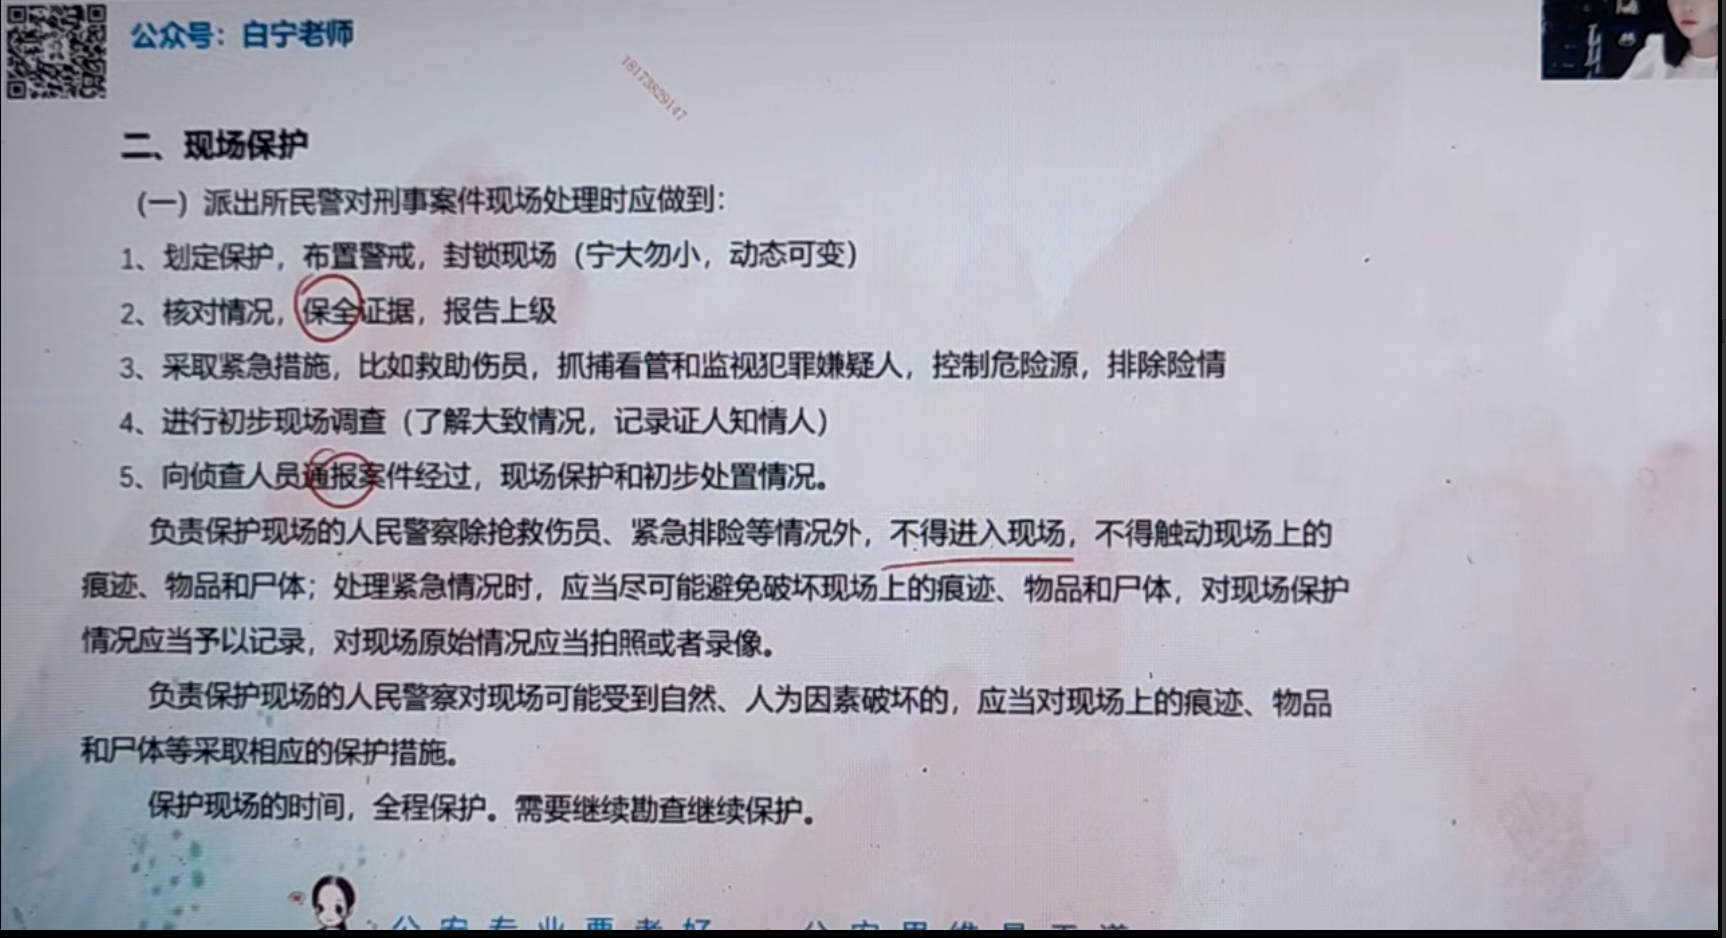 公众号：白宁老师
18173829147
二、现场保护
（一）派出所民警对刑事案件现场处理时应做到：
1、划定保护，布置警戒，封锁现场（宁大勿小，动态可变）
2、核对情况，保全证据，报告上级
3、采取紧急措施，比如救助伤员，抓捕看管和监视犯罪嫌疑人，控制危险源，排除险情
4、进行初步现场调查（了解大致情况，记录证人知情人）
5、向侦查人员通报案件经过，现场保护和初步处置情况。
负责保护现场的人民警察除抢救伤员、紧急排险等情况外，不得进入现场，不得触动现场上的
痕迹、物品和尸体；处理紧急情况时，应当尽可能避免破坏现场上的痕迹、物品和尸体，对现场保护
情况应当予以记录，对现场原始情况应当拍照或者录像。
负责保护现场的人民警察对现场可能受到自然、人为因素破坏的，应当对现场上的痕迹、物品
和尸体等采取相应的保护措施。
保护现场的时间，全程保护。需要继续勘查继续保护。
公安专业要考好